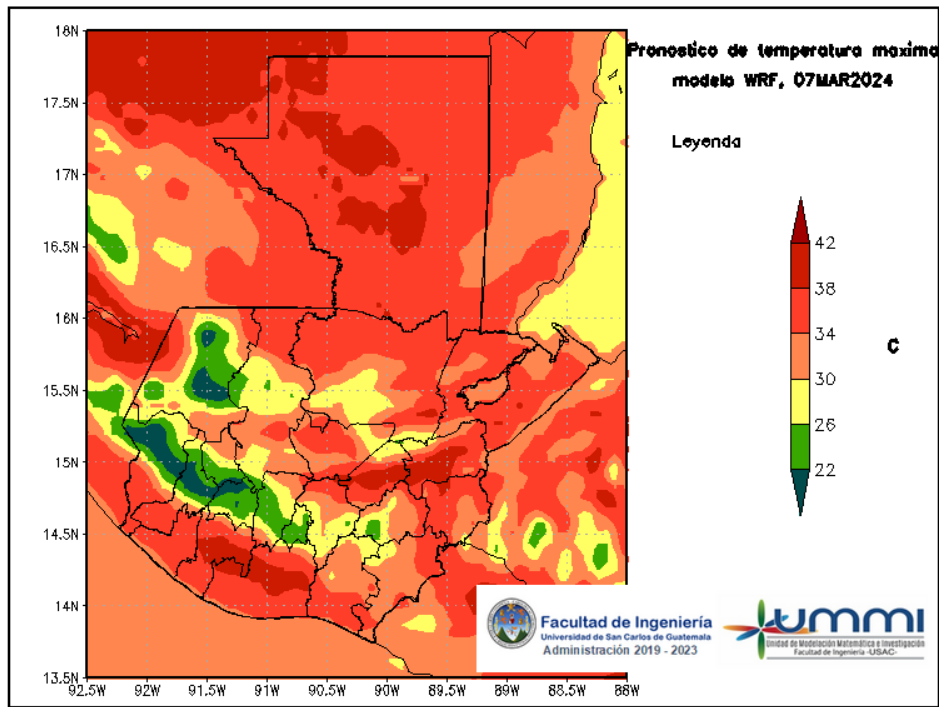 Pronostico de temperatura maxima
modelo WRF, 07MAR2024
Leyenda
42
38
34
30
26
22
C
18N
17.5N
17N
16.5N
16N
15.5N
15N
14.5N
14N
13.5N
92.5W
92W
91.5W
91W
90.5W
90W
89.5W
89W
88.5W
88W
Facultad de Ingeniería
Universidad de San Carlos de Guatemala
Administración 2019 - 2023
UMMI
Unidad de Modelación Matemática e Investigación
Facultad de Ingeniería -USAC-